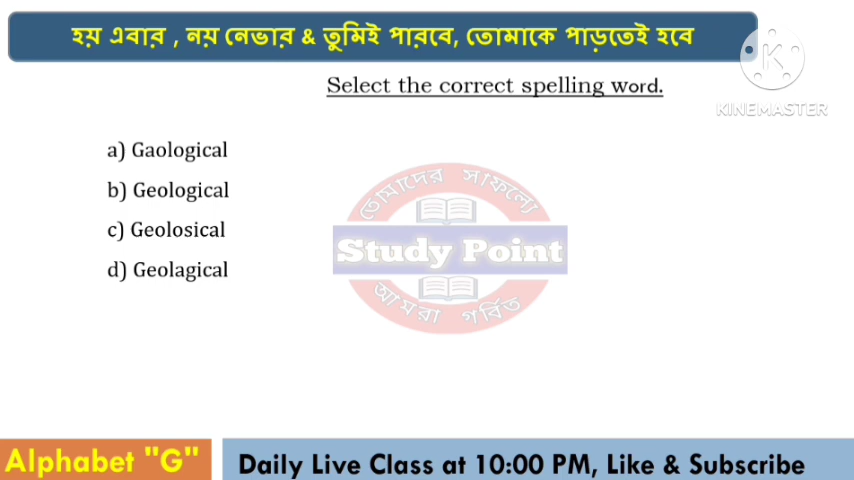 হয় এবার , নয় নেভার & তুমিই পারবে, তোমাকে পাড়তেই হবে
KINEMASTER
Select the correct spelling word.
a) Gaological
b) Geological
c) Geolosical
d) Geolagical
তোমাদের সাফল্যে
Study Point
আমরা গর্বিত
Alphabet "G"
Daily Live Class at 10:00 PM, Like & Subscribe